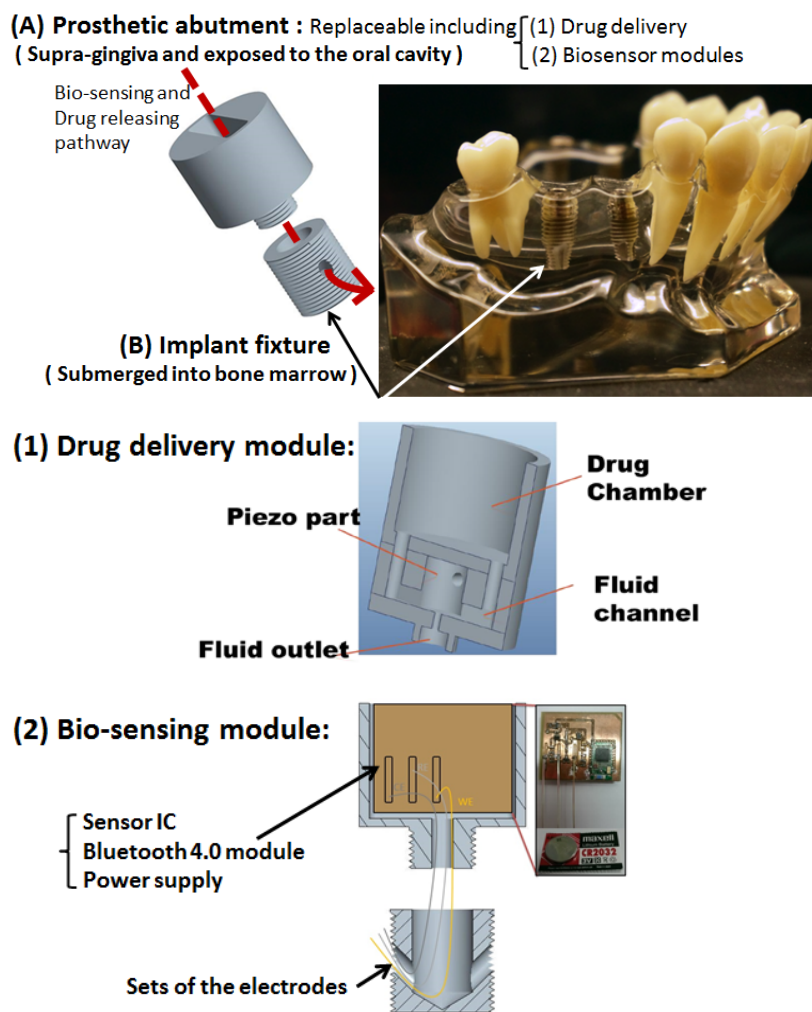 (A) Prosthetic abutment : Replaceable including (1) Drug delivery
( Supra-gingiva and exposed to the oral cavity) (2) Biosensor modules
Bio-sensing and
Drug releasing
pathway
(B) Implant fixture
( Submerged into bone marrow)
(1) Drug delivery module:
Drug
Chamber
Piezo part
Fluid
channel
Fluid outlet
(2) Bio-sensing module:
CE
WE
Sensor IC
Bluetooth 4.0 module
Power supply
maxell
CR2032
Sets of the electrodes